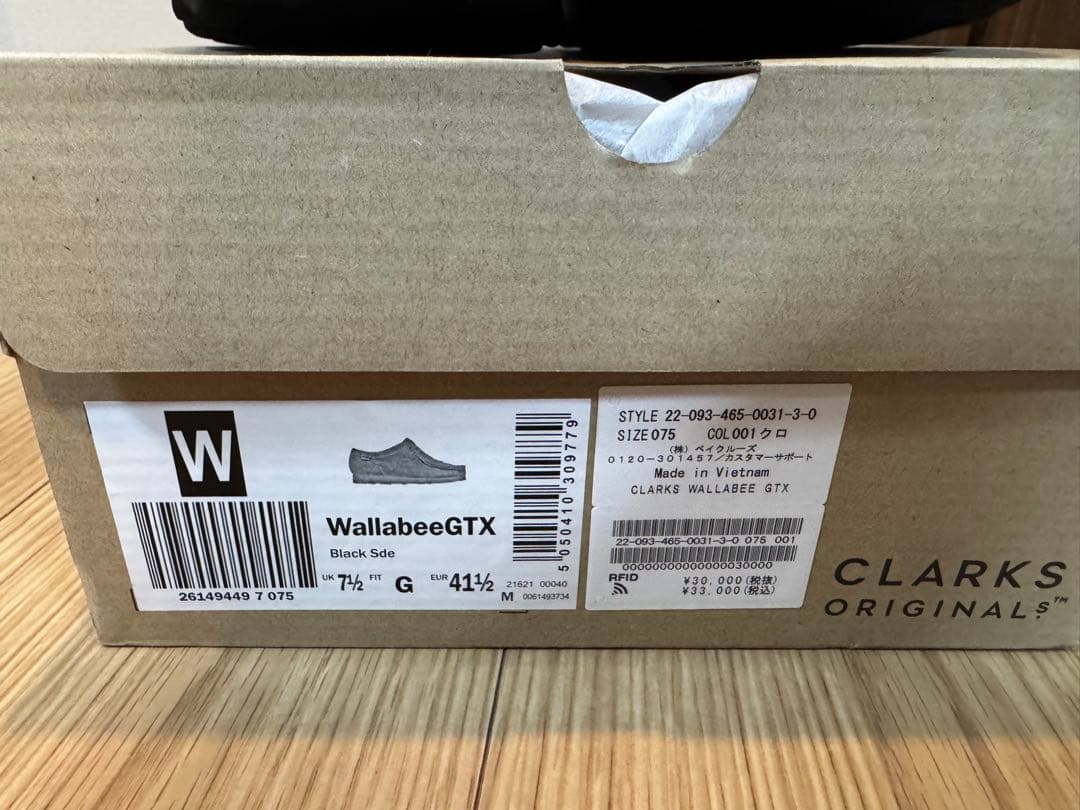 W
26149449 7 075
WallabeeGTX
Black Sde
UK 7½ FIT G EUR 41½
5 050410 309779
21621 00040
M 0061493734
STYLE 22-093-465-0031-3-0
SIZE 075 COL 001 クロ
(株) ベイクルーズ
0120-301457/カスタマーサポート
Made in Vietnam
CLARKS WALLABEE GTX
22-093-465-0031-3-0 075 001
00000000000000030000
RFID
¥30,000(税抜)
¥33,000(税込)
CLARKS
ORIGINALS™